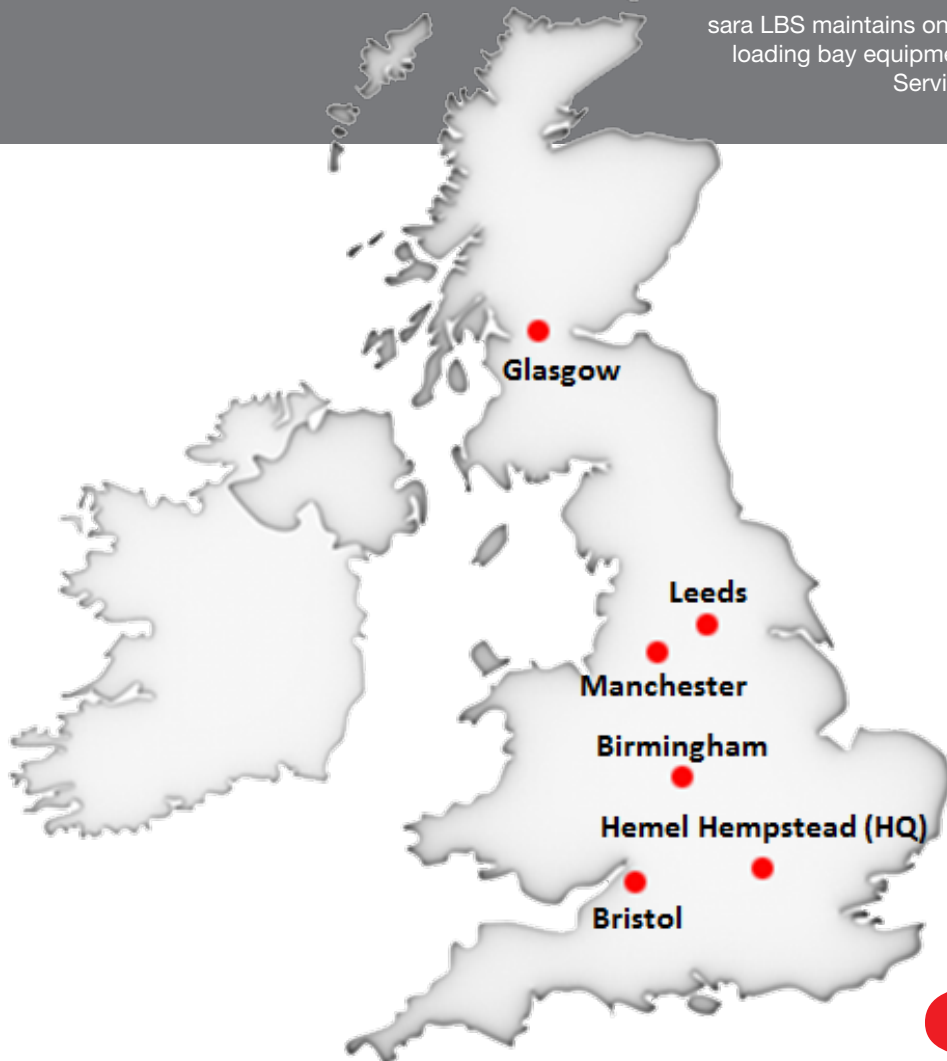 sara LBS maintains on
loading bay equipme
Servi
Glasgow
Leeds
Manchester
Birmingham
Hemel Hempstead (HQ)
Bristol